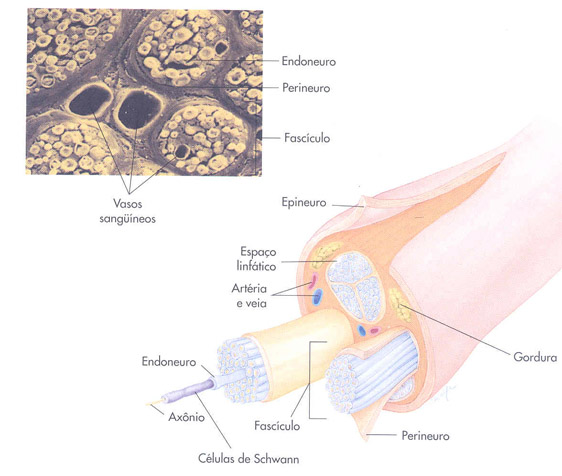 Endoneuro
Perineuro
Fascículo
Vasos
sangüíneos
Epineuro
Espaço
linfático
Artéria
e veia
Gordura
Endoneuro
Axônio
Fascículo
Perineuro
Células de Schwann